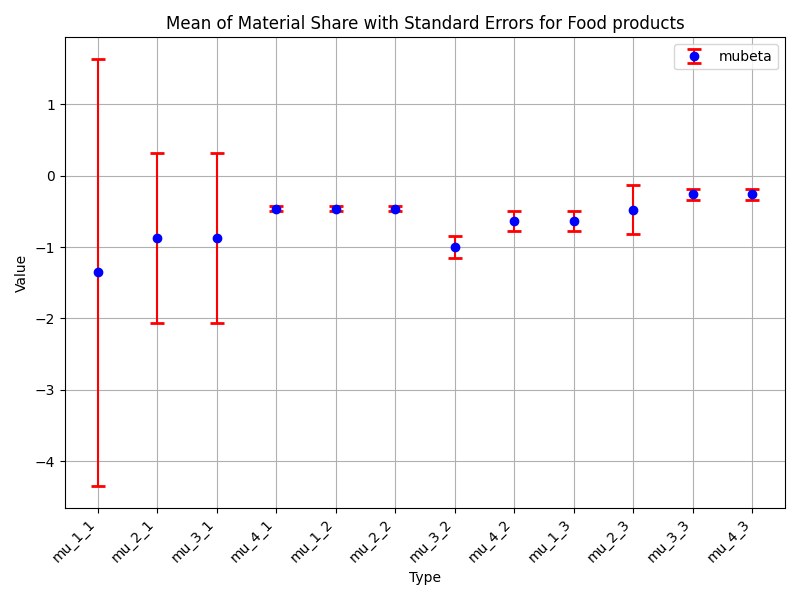 Mean of Material Share with Standard Errors for Food products
mubeta
1
0
−1
−2
−3
−4
Value
mu_1_1
mu_2_1
mu_3_1
mu_4_1
mu_1_2
mu_2_2
mu_3_2
mu_4_2
mu_1_3
mu_2_3
mu_3_3
mu_4_3
Type